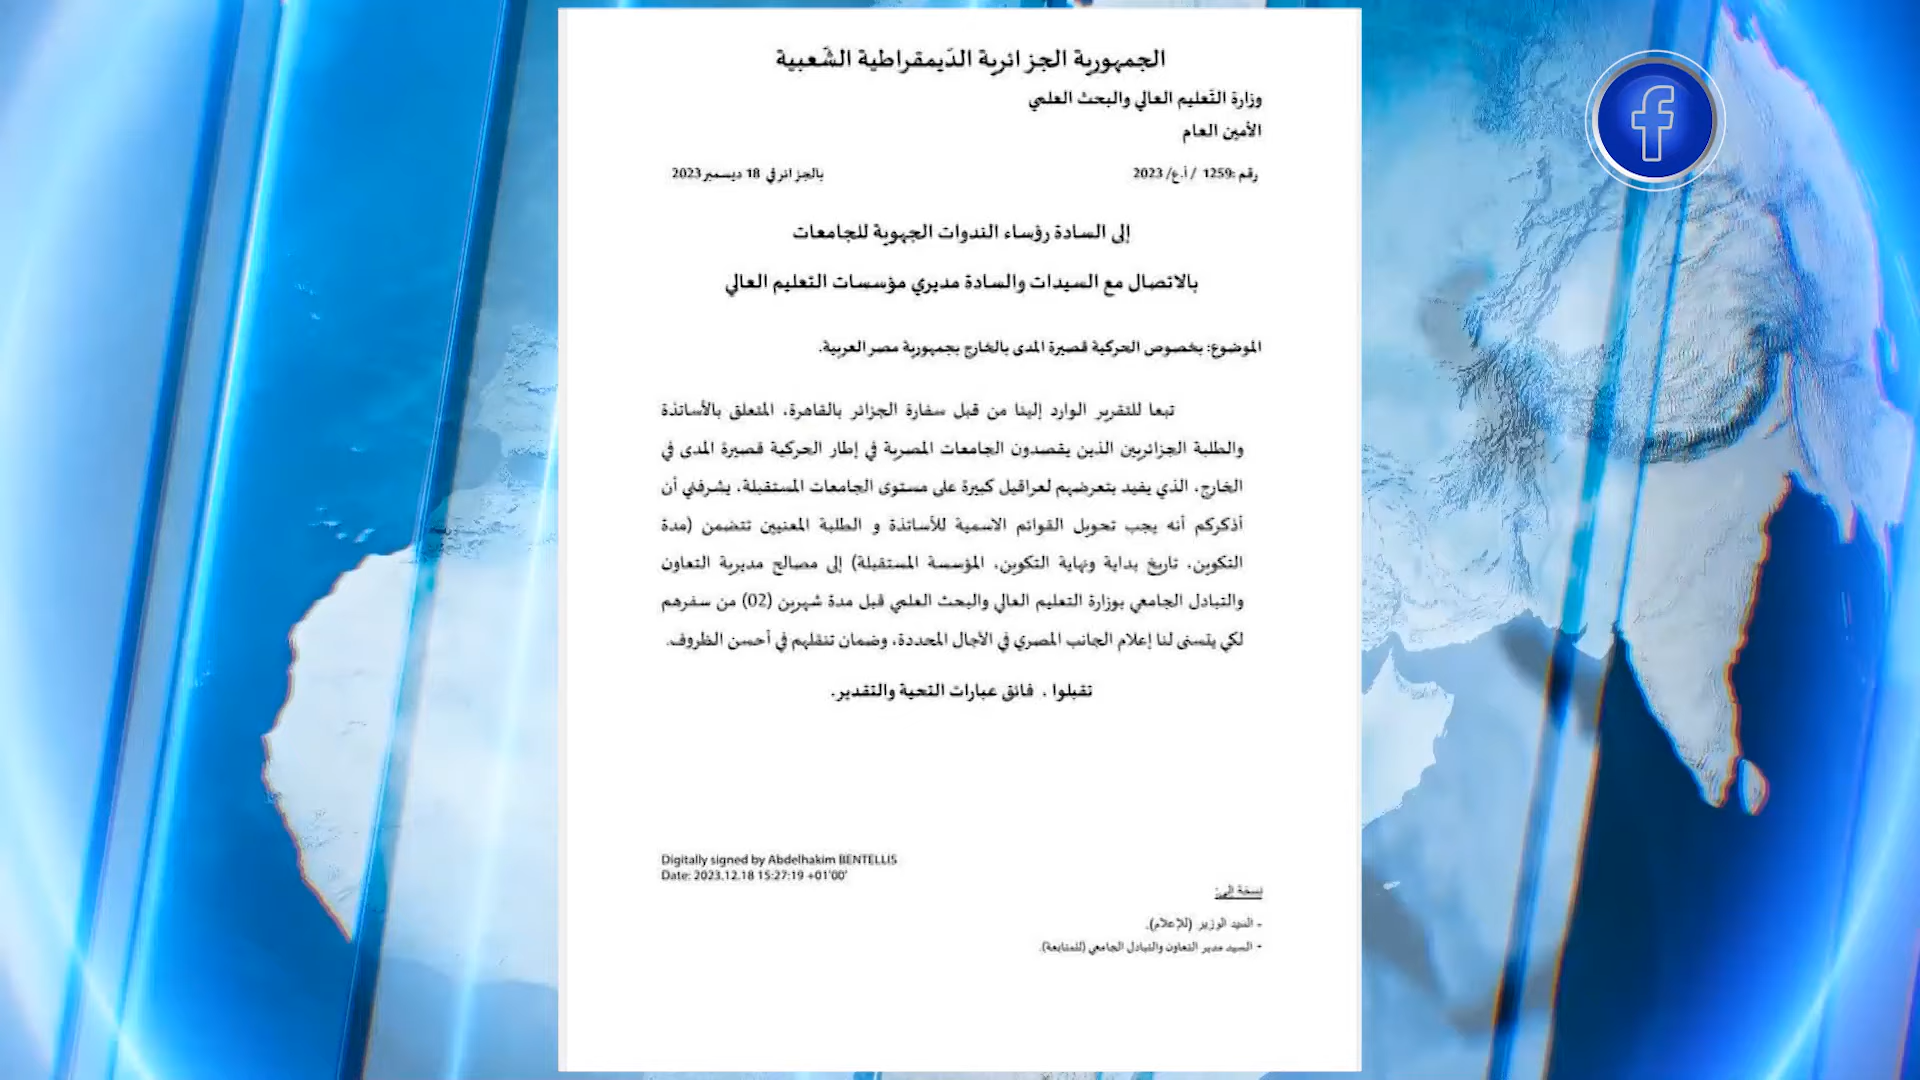 الجمهورية الجزائرية الدّيمقراطية الشّعبية
وزارة التّعليم العالي والبحث العلمي
الأمين العام
رقم :1259 / أ.ع/ 2023
بالجزائر في 18 ديسمبر 2023
إلى السادة رؤساء الندوات الجهوية للجامعات
بالاتصال مع السيدات والسادة مديري مؤسسات التعليم العالي
الموضوع: بخصوص الحركية قصيرة المدى بالخارج بجمهورية مصر العربية.
تبعا للتقرير الوارد إلينا من قبل سفارة الجزائر بالقاهرة، المتعلق بالأساتذة
والطلبة الجزائريين الذين يقصدون الجامعات المصرية في إطار الحركية قصيرة المدى في
الخارج، الذي يفيد بتعرضهم لعراقيل كبيرة على مستوى الجامعات المستقبلة، يشرفني أن
أذكركم أنه يجب تحويل القوائم الاسمية للأساتذة و الطلبة المعنيين تتضمن (مدة
التكوين، تاريخ بداية ونهاية التكوين، المؤسسة المستقبلة) إلى مصالح مديرية التعاون
والتبادل الجامعي بوزارة التعليم العالي والبحث العلمي قبل مدة شهرين (02) من سفرهم
لكي يتسنى لنا إعلام الجانب المصري في الآجال المحددة، وضمان تنقلهم في أحسن الظروف.
تقبلوا ، فائق عبارات التحية والتقدير.
Digitally signed by Abdelhakim BENTELLIS
Date: 2023.12.18 15:27:19 +01'00'
نسخة الى:
- السيد الوزير (للإعلام).
- السيد مدير التعاون والتبادل الجامعي (للمتابعة).